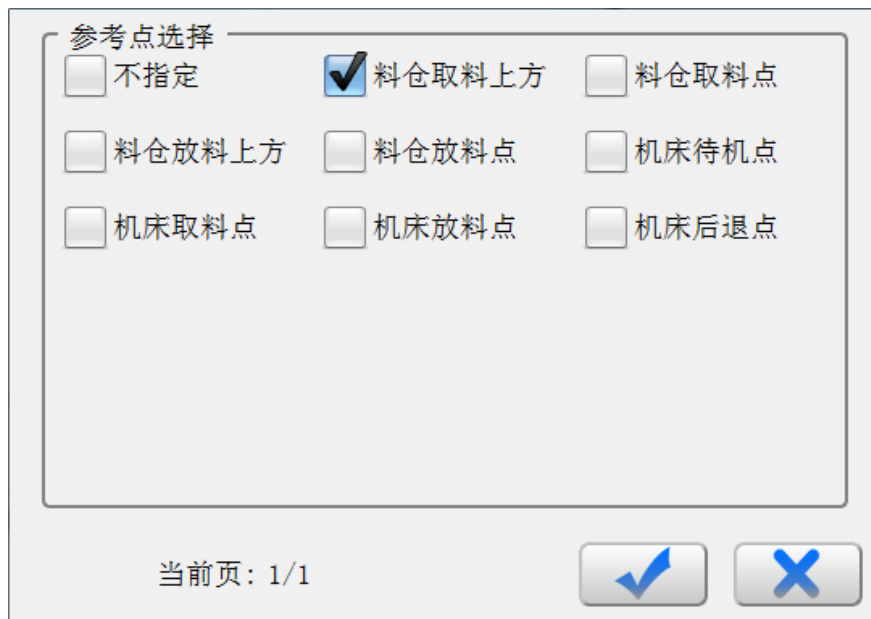 参考点选择
不指定 料仓取料上方 料仓取料点
料仓放料上方 料仓放料点 机床待机点
机床取料点 机床放料点 机床后退点
当前页: 1/1